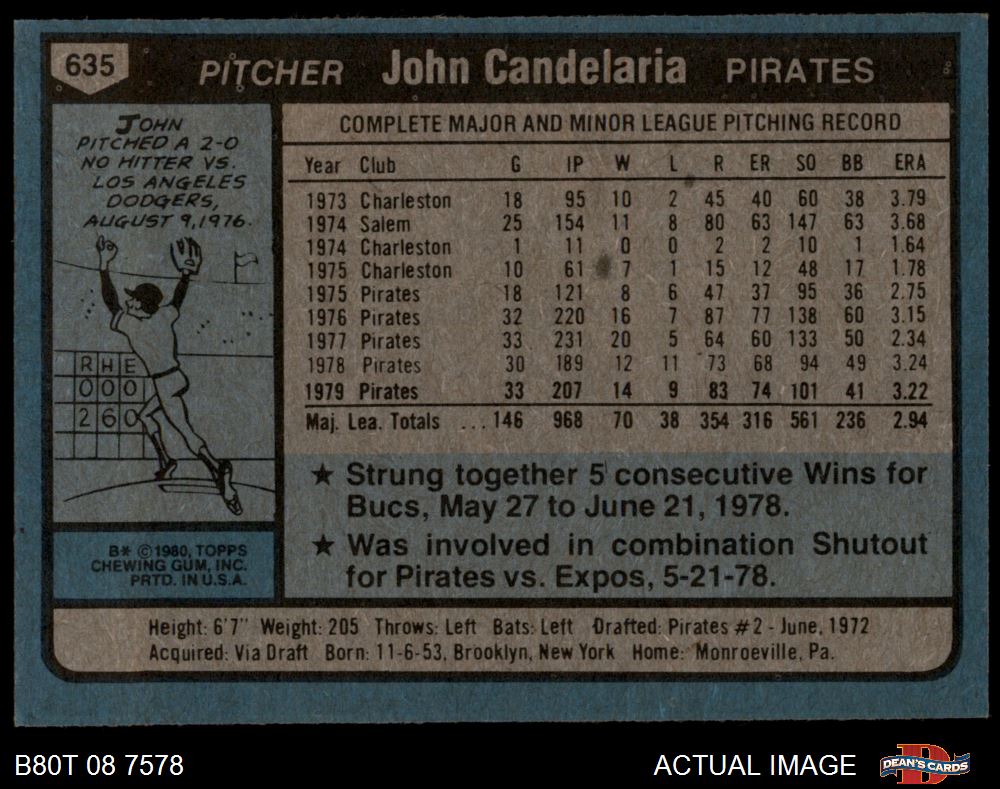 635 PITCHER John Candelaria PIRATES
JOHN
PITCHED A 2-0
NO HITTER VS.
LOS ANGELES
DODGERS,
AUGUST 9, 1976.
R H E
0 0 0
2 6 0
B* © 1980, TOPPS
CHEWING GUM, INC.
PRTD. IN U.S.A.
COMPLETE MAJOR AND MINOR LEAGUE PITCHING RECORD
Year Club G IP W L R ER SO BB ERA
1973 Charleston 18 95 10 2 45 40 60 38 3.79
1974 Salem 25 154 11 8 80 63 147 63 3.68
1974 Charleston 1 11 0 0 2 2 10 1 1.64
1975 Charleston 10 61 7 1 15 12 48 17 1.78
1975 Pirates 18 121 8 6 47 37 95 36 2.75
1976 Pirates 32 220 16 7 87 77 138 60 3.15
1977 Pirates 33 231 20 5 64 60 133 50 2.34
1978 Pirates 30 189 12 11 73 68 94 49 3.24
1979 Pirates 33 207 14 9 83 74 101 41 3.22
Maj. Lea. Totals ... 146 968 70 38 354 316 561 236 2.94
★ Strung together 5 consecutive Wins for
Bucs, May 27 to June 21, 1978.
★ Was involved in combination Shutout
for Pirates vs. Expos, 5-21-78.
Height: 6'7" Weight: 205 Throws: Left Bats: Left Drafted: Pirates #2 - June, 1972
Acquired: Via Draft Born: 11-6-53, Brooklyn, New York Home: Monroeville, Pa.
B80T 08 7578 ACTUAL IMAGE DEAN'S CARDS